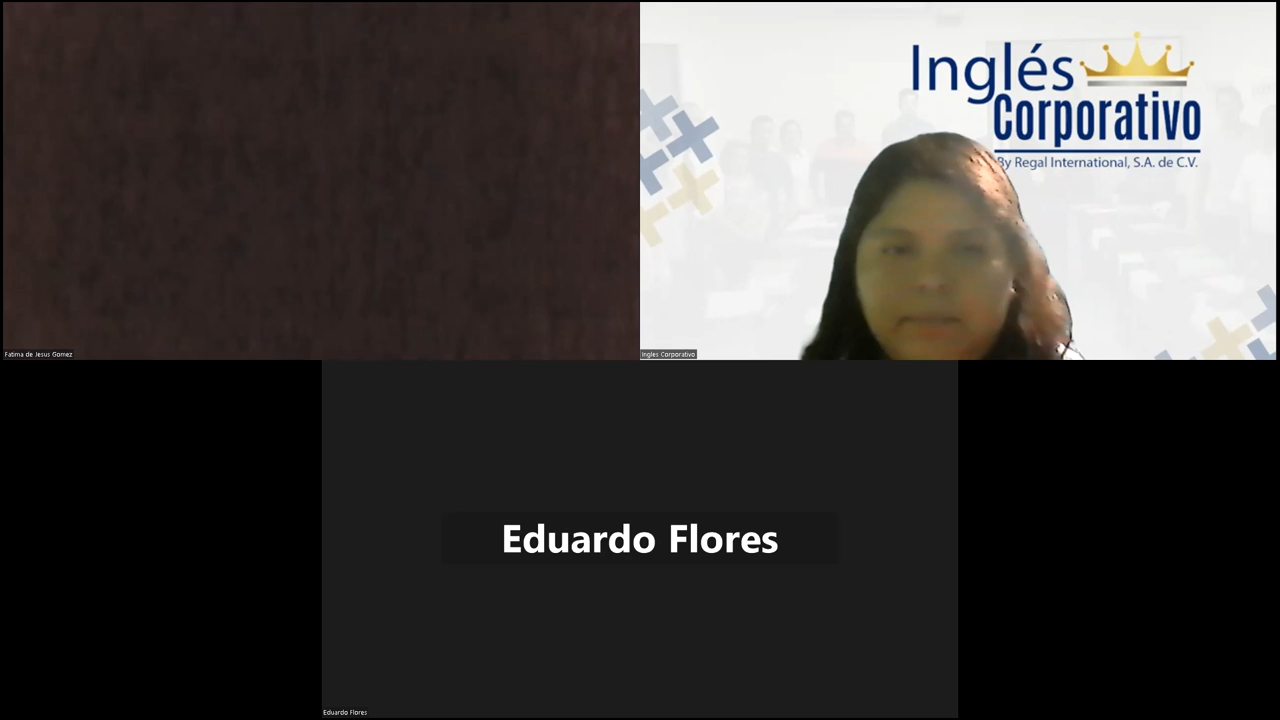 Inglés
Corporativo
By Regal International, S.A. de C.V.
Fatima de Jesus Gomez
Ingles Corporativo
Eduardo Flores
Eduardo Flores